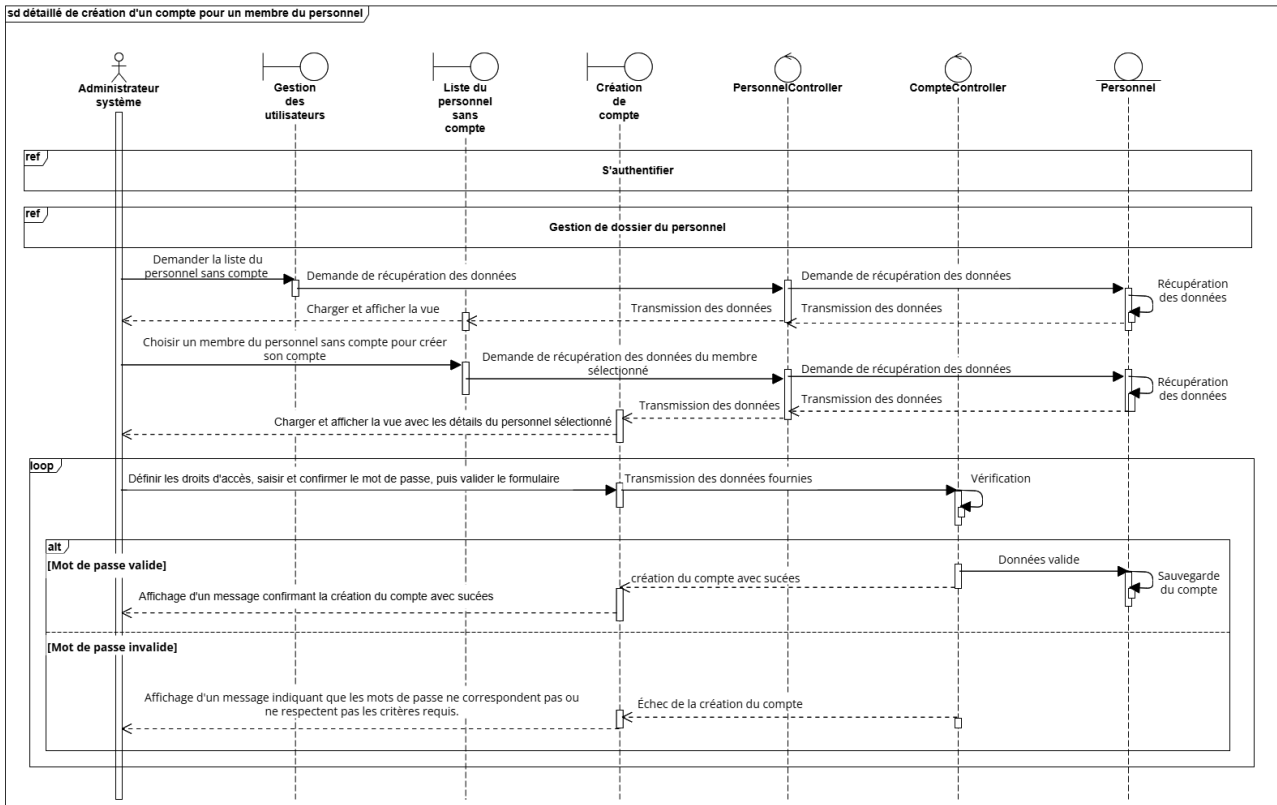 sd détaillé de création d'un compte pour un membre du personnel
Administrateur
système
Gestion
des
utilisateurs
Liste du
personnel
sans
compte
Création
de
compte
PersonnelController
CompteController
Personnel
ref
S'authentifier
ref
Gestion de dossier du personnel
Demander la liste du
personnel sans compte
Demande de récupération des données
Demande de récupération des données
Récupération
des données
Charger et afficher la vue
Transmission des données
Transmission des données
Choisir un membre du personnel sans compte pour créer
son compte
Demande de récupération des données du membre
sélectionné
Demande de récupération des données
Récupération
des données
Transmission des données
Transmission des données
Charger et afficher la vue avec les détails du personnel sélectionné
loop
Définir les droits d'accès, saisir et confirmer le mot de passe, puis valider le formulaire
Transmission des données fournies
Vérification
alt
[Mot de passe valide]
Données valide
création du compte avec sucées
Sauvegarde
du compte
Affichage d'un message confirmant la création du compte avec sucées
[Mot de passe invalide]
Affichage d'un message indiquant que les mots de passe ne correspondent pas ou
ne respectent pas les critères requis.
Échec de la création du compte